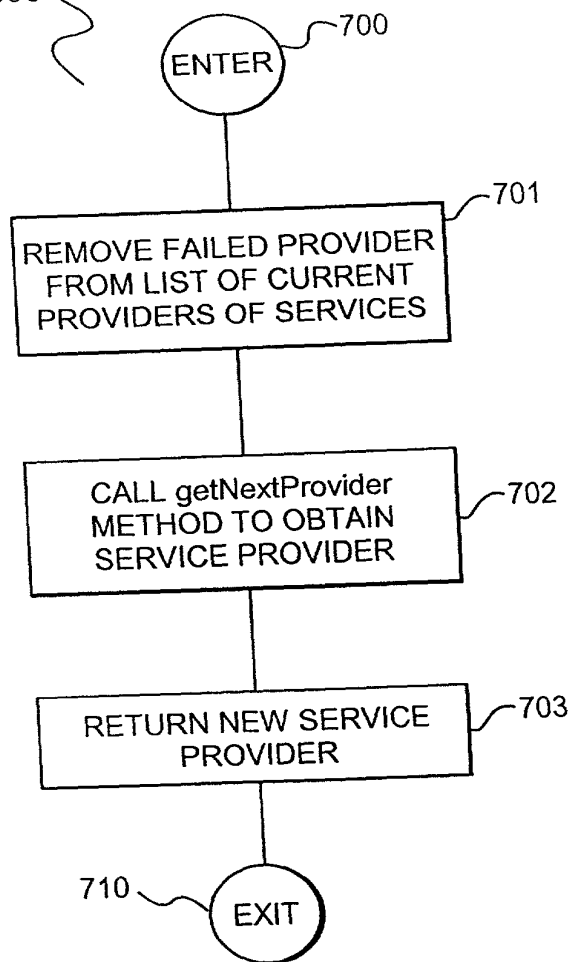 ENTER
700
701
REMOVE FAILED PROVIDER
FROM LIST OF CURRENT
PROVIDERS OF SERVICES
CALL getNextProvider
METHOD TO OBTAIN
SERVICE PROVIDER
702
RETURN NEW SERVICE
PROVIDER
703
710
EXIT